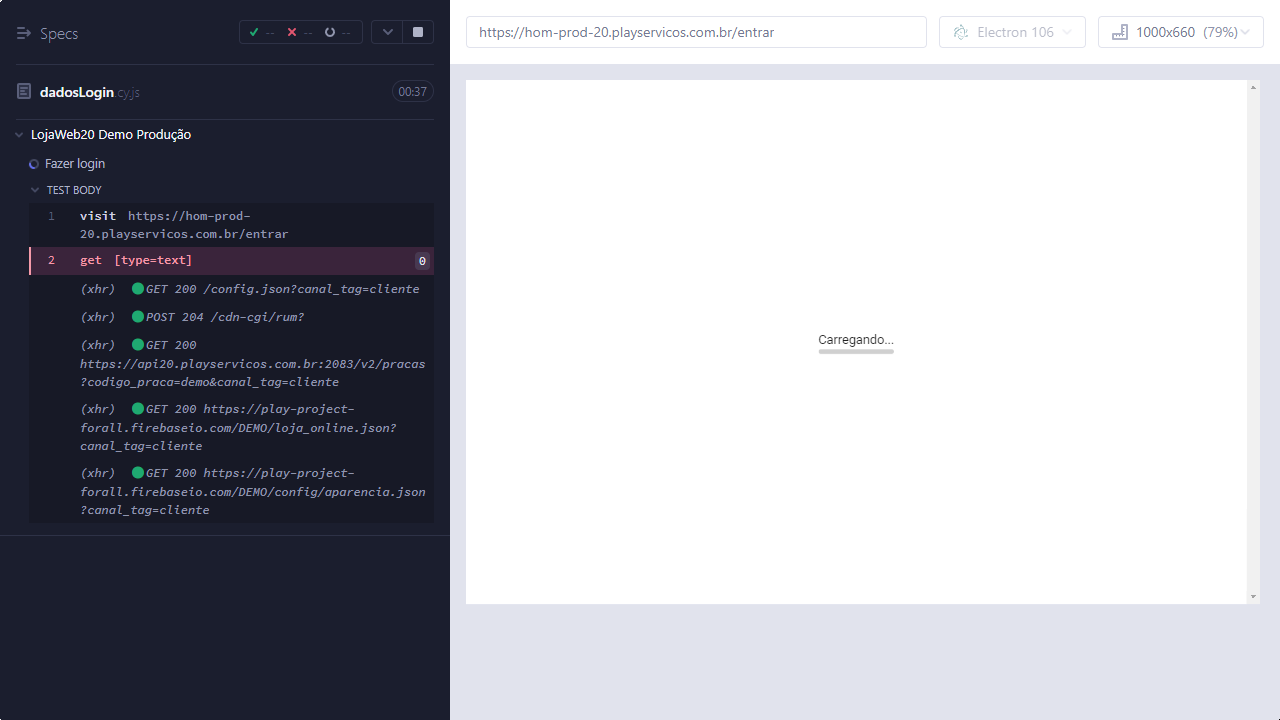 Specs
-- -- --
https://hom-prod-20.playservicos.com.br/entrar
Electron 106
1000x660 (79%)
dadosLogin.cy.js
00:37
LojaWeb20 Demo Produção
Fazer login
TEST BODY
1 visit https://hom-prod-
20.playservicos.com.br/entrar
2 get [type=text] 0
(xhr) GET 200 /config.json?canal_tag=cliente
(xhr) POST 204 /cdn-cgi/rum?
(xhr) GET 200
https://api20.playservicos.com.br:2083/v2/pracas
?codigo_praca=demo&canal_tag=cliente
(xhr) GET 200 https://play-project-
forall.firebaseio.com/DEMO/loja_online.json?
canal_tag=cliente
(xhr) GET 200 https://play-project-
forall.firebaseio.com/DEMO/config/aparencia.json
?canal_tag=cliente
Carregando...